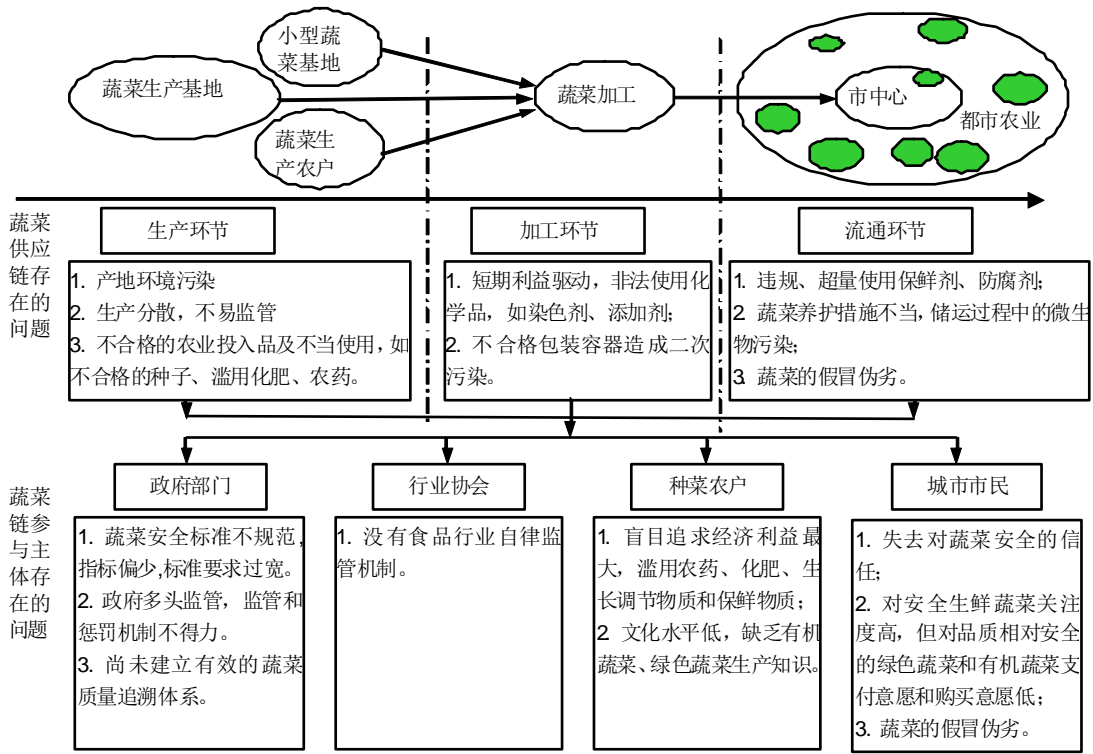 小型蔬
菜基地
蔬菜生产基地
蔬菜生
产农户
蔬菜加工
市中心
都市农业
蔬菜
供应
链存
在的
问题
生产环节
1. 产地环境污染
2. 生产分散，不易监管
3. 不合格的农业投入品及不当使用，如
不合格的种子、滥用化肥、农药。
加工环节
1. 短期利益驱动，非法使用化
学品，如染色剂、添加剂；
2. 不合格包装容器造成二次
污染。
流通环节
1. 违规、超量使用保鲜剂、防腐剂；
2 蔬菜养护措施不当，储运过程中的微生
物污染；
3. 蔬菜的假冒伪劣。
蔬菜
链参
与主
体存
在的
问题
政府部门
1. 蔬菜安全标准不规范，
指标偏少,标准要求过宽。
2. 政府多头监管，监管和
惩罚机制不得力。
3. 尚未建立有效的蔬菜
质量追溯体系。
行业协会
1. 没有食品行业自律监
管机制。
种菜农户
1. 盲目追求经济利益最
大，滥用农药、化肥、生
长调节物质和保鲜物质；
2 文化水平低，缺乏有机
蔬菜、绿色蔬菜生产知识。
城市市民
1. 失去对蔬菜安全的信
任；
2. 对安全生鲜蔬菜关注
度高，但对品质相对安全
的绿色蔬菜和有机蔬菜支
付意愿和购买意愿低；
3. 蔬菜的假冒伪劣。